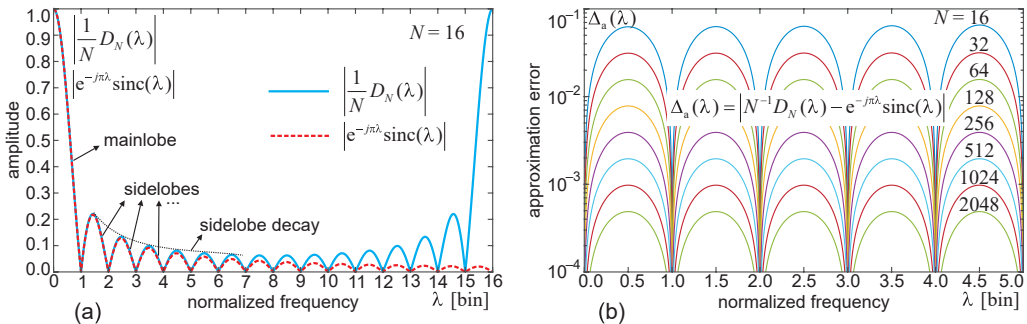 1.0
0.9
0.8
0.7
0.6
0.5
0.4
0.3
0.2
0.1
0.0
amplitude
|1/N D_N(λ)|
|e^{-jπλ}sinc(λ)|
N = 16
|1/N D_N(λ)|
|e^{-jπλ}sinc(λ)|
mainlobe
sidelobes
...
sidelobe decay
0 1 2 3 4 5 6 7 8 9 10 11 12 13 14 15 16
normalized frequency λ [bin]
(a)
10^{-1}
10^{-2}
10^{-3}
10^{-4}
approximation error
Δ_a(λ)
N = 16
32
64
Δ_a(λ) = |N^{-1}D_N(λ) – e^{-jπλ}sinc(λ)|
128
256
512
1024
2048
0.0 0.5 1.0 1.5 2.0 2.5 3.0 3.5 4.0 4.5 5.0
normalized frequency λ [bin]
(b)